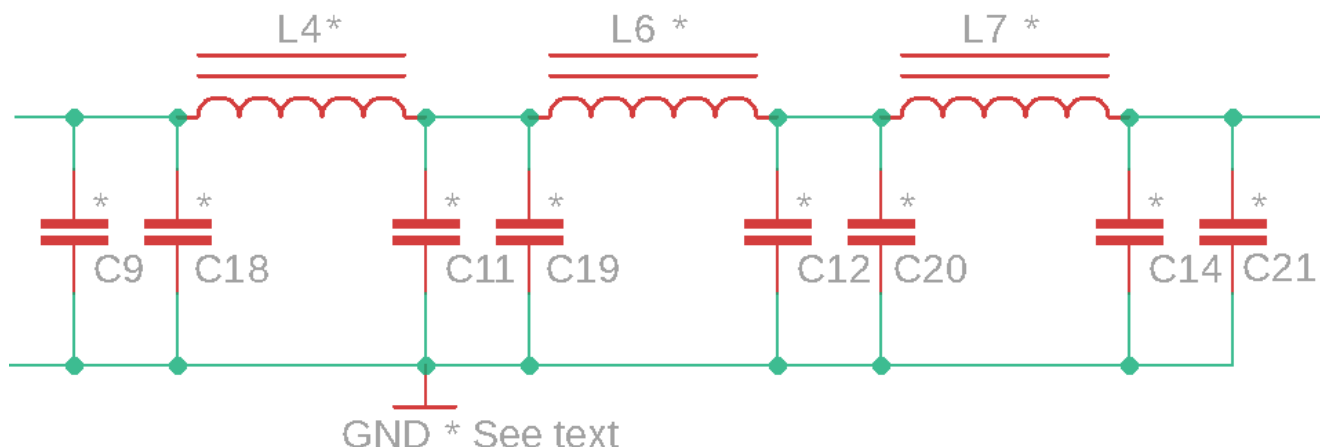 L4*
L6 *
L7 *
*
*
*
*
*
*
*
*
C9
C18
C11
C19
C12
C20
C14
C21
GND * See text